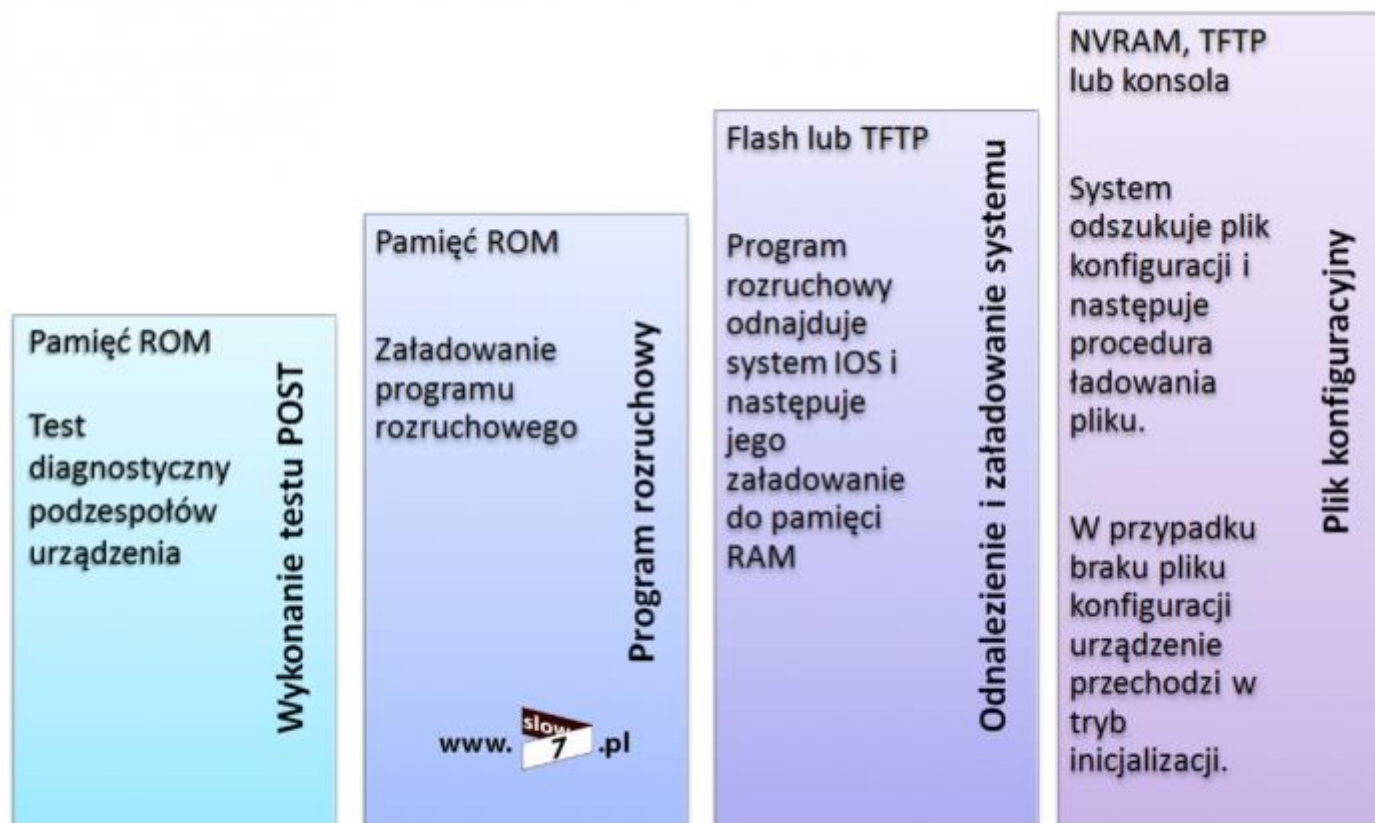 Pamięć ROM
Test
diagnostyczny
podzespołów
urządzenia
Wykonanie testu POST
Pamięć ROM
Załadowanie
programu
rozruchowego
Program rozruchowy
www.slow7.pl
Flash lub TFTP
Program
rozruchowy
odnajduje
system IOS i
następuje
jego
załadowanie
do pamięci
RAM
Odnalezienie i załadowanie systemu
NVRAM, TFTP
lub konsola
System
odszukuje plik
konfiguracji i
następuje
procedura
ładowania
pliku.
W przypadku
braku pliku
konfiguracji
urządzenie
przechodzi w
tryb
inicjalizacji.
Plik konfiguracyjny